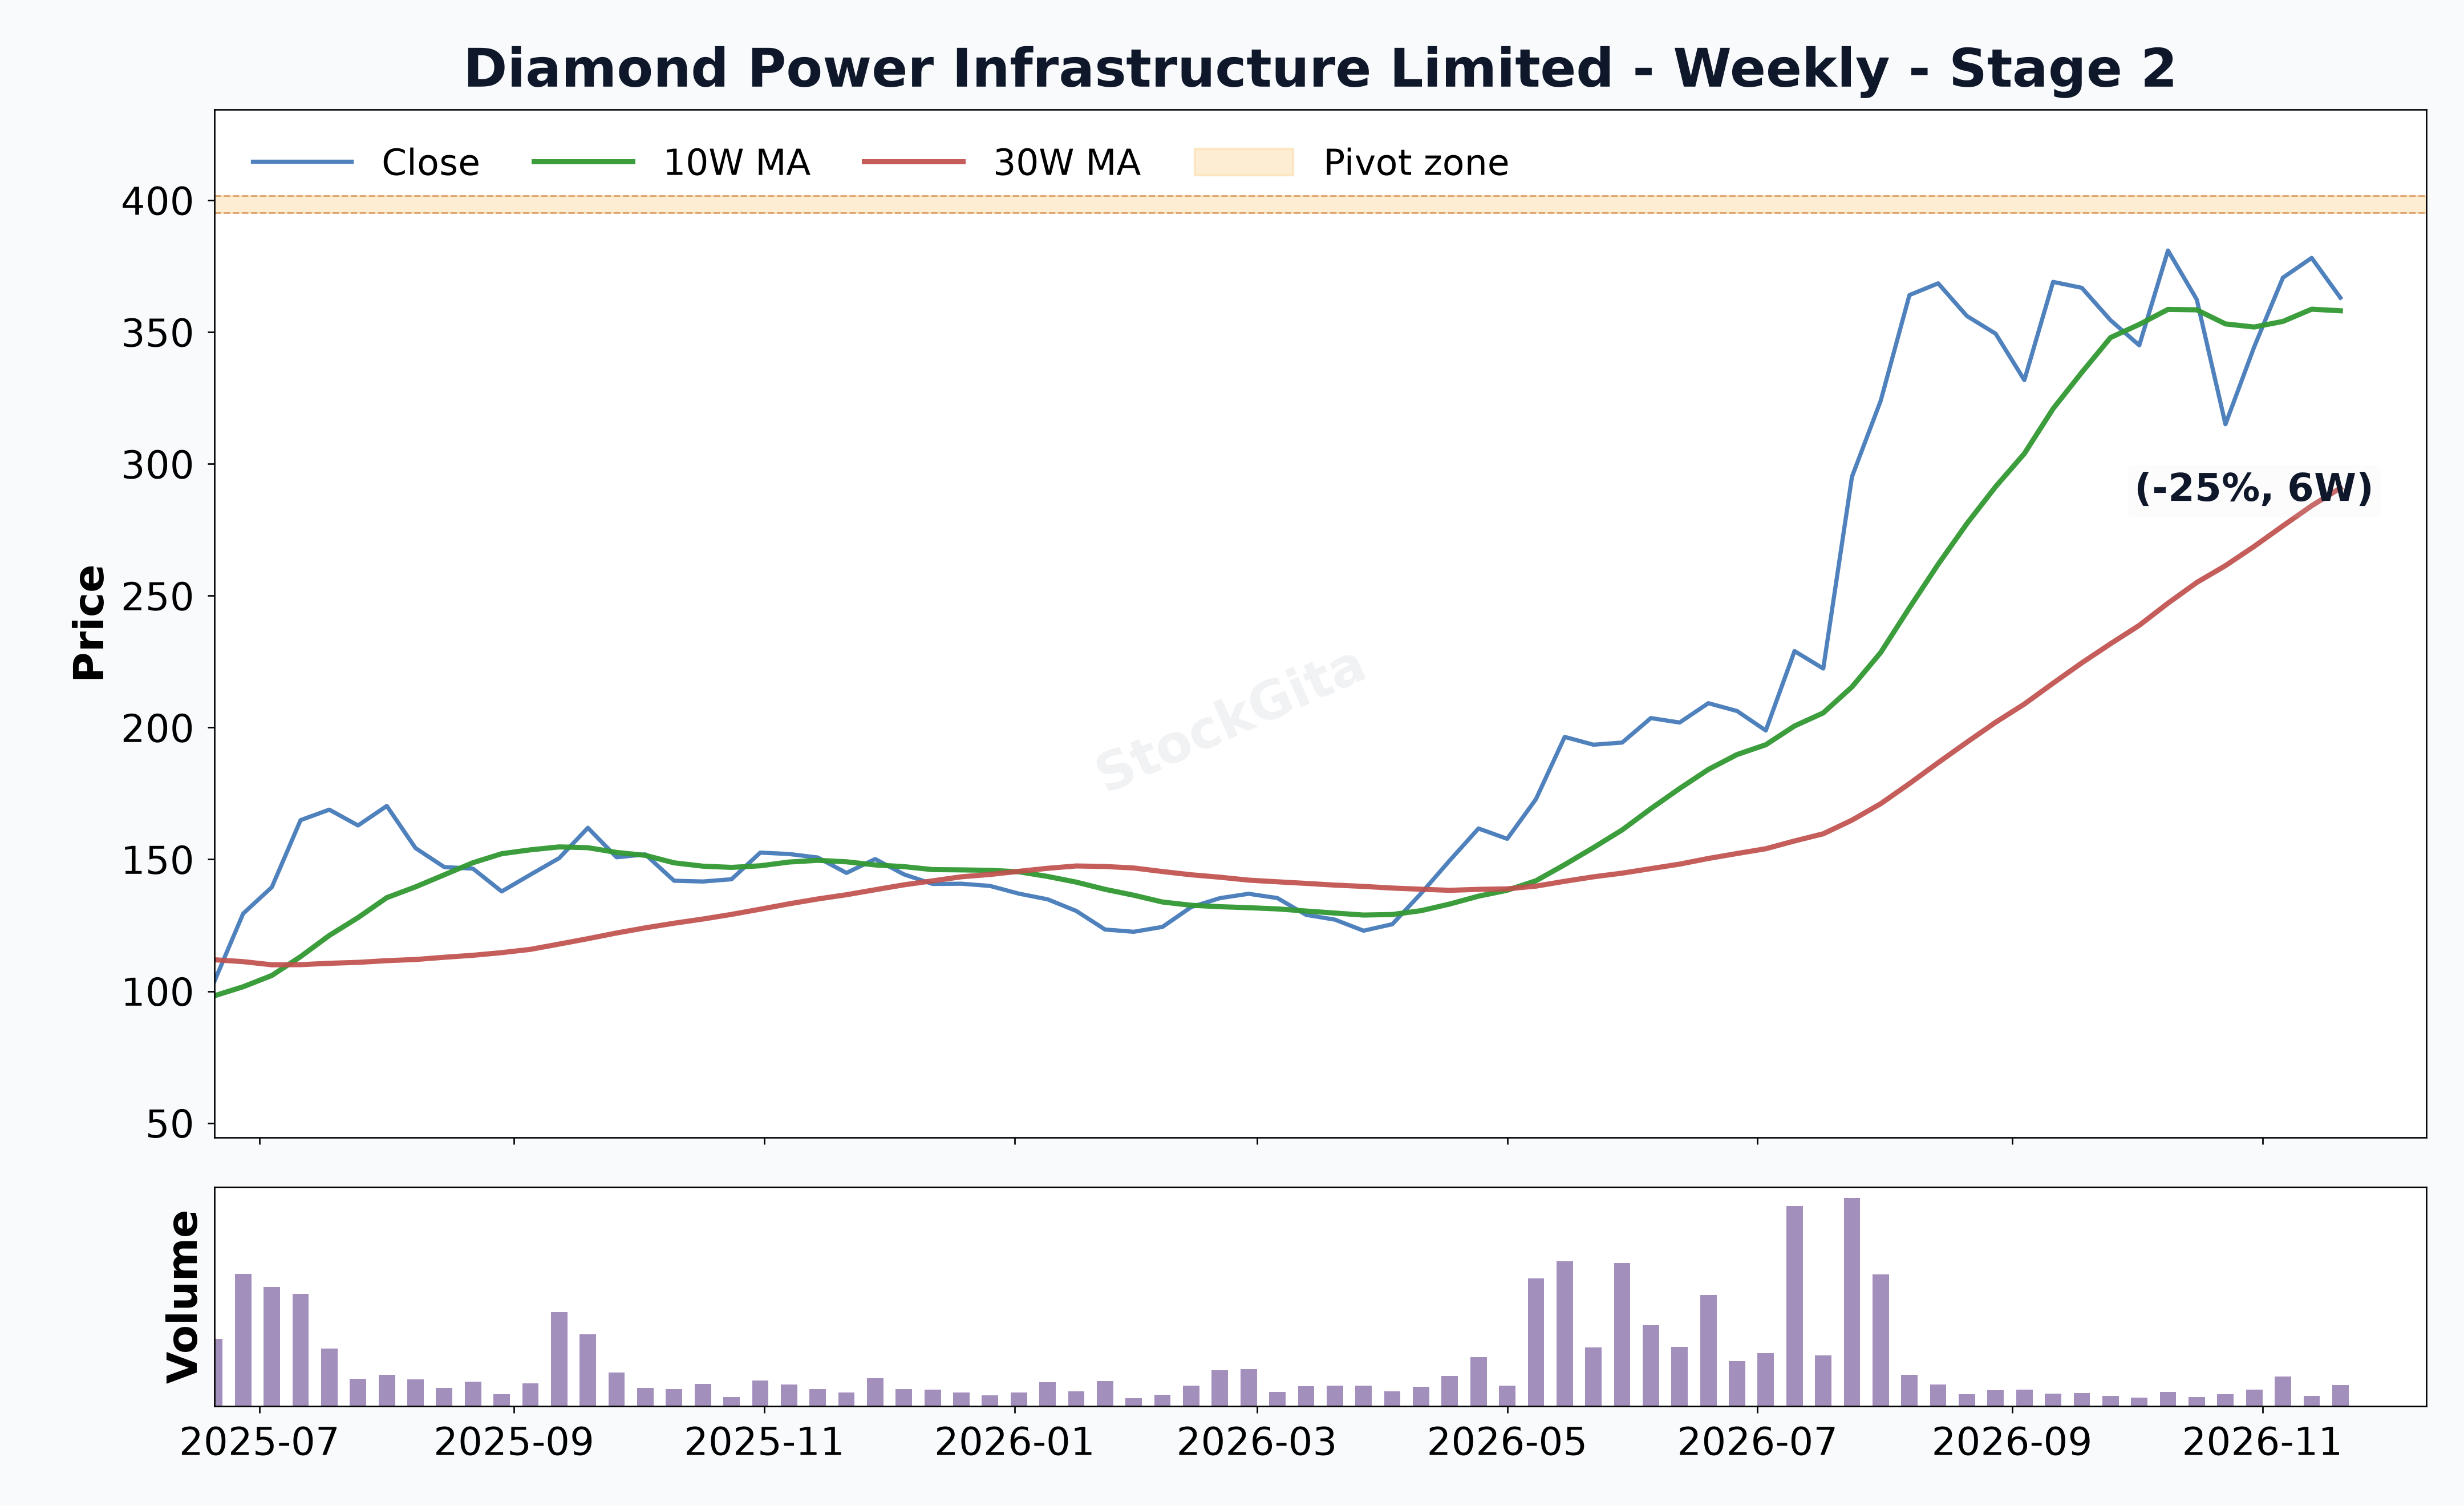 Diamond Power Infrastructure Limited - Weekly - Stage 2
Close 10W MA 30W MA Pivot zone
400
350
300
250
200
150
100
50
Price
(-25%, 6W)
StockGita
Volume
2025-07 2025-09 2025-11 2026-01 2026-03 2026-05 2026-07 2026-09 2026-11